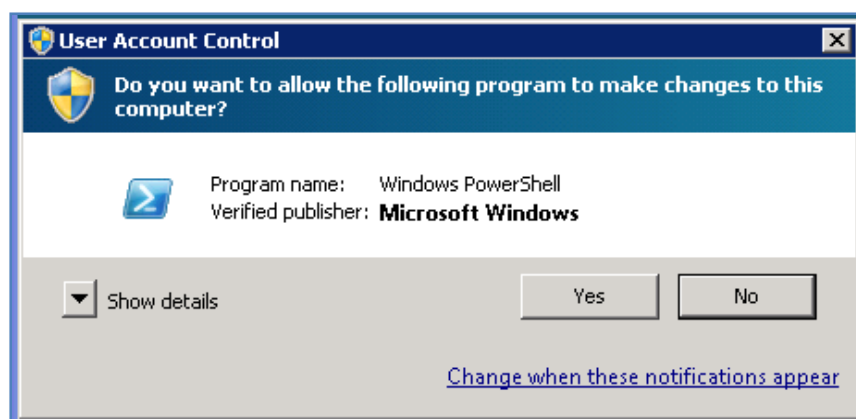 User Account Control
Do you want to allow the following program to make changes to this
computer?
Program name: Windows PowerShell
Verified publisher: Microsoft Windows
Show details Yes No
Change when these notifications appear